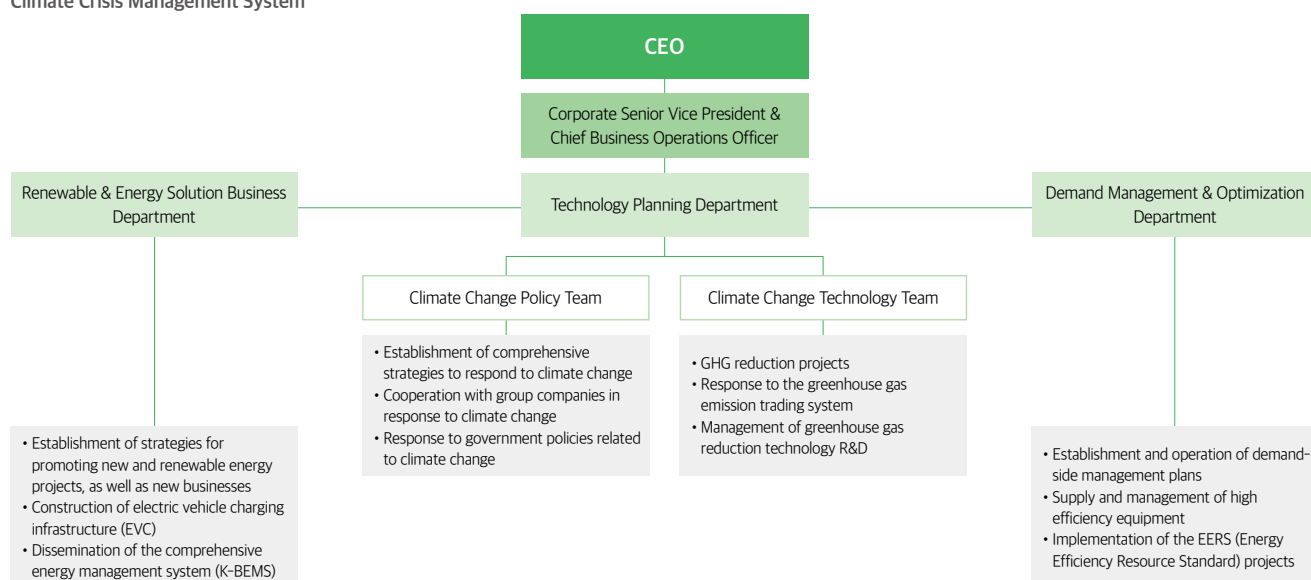 Climate Crisis Management System
CEO
Corporate Senior Vice President &
Chief Business Operations Officer
Renewable & Energy Solution Business
Department
Technology Planning Department
Demand Management & Optimization
Department
Climate Change Policy Team
Climate Change Technology Team
• Establishment of comprehensive
strategies to respond to climate change
• Cooperation with group companies in
response to climate change
• Response to government policies related
to climate change
• GHG reduction projects
• Response to the greenhouse gas
emission trading system
• Management of greenhouse gas
reduction technology R&D
• Establishment of strategies for
promoting new and renewable energy
projects, as well as new businesses
• Construction of electric vehicle charging
infrastructure (EVC)
• Dissemination of the comprehensive
energy management system (K-BEMS)
• Establishment and operation of demand-
side management plans
• Supply and management of high
efficiency equipment
• Implementation of the EERS (Energy
Efficiency Resource Standard) projects